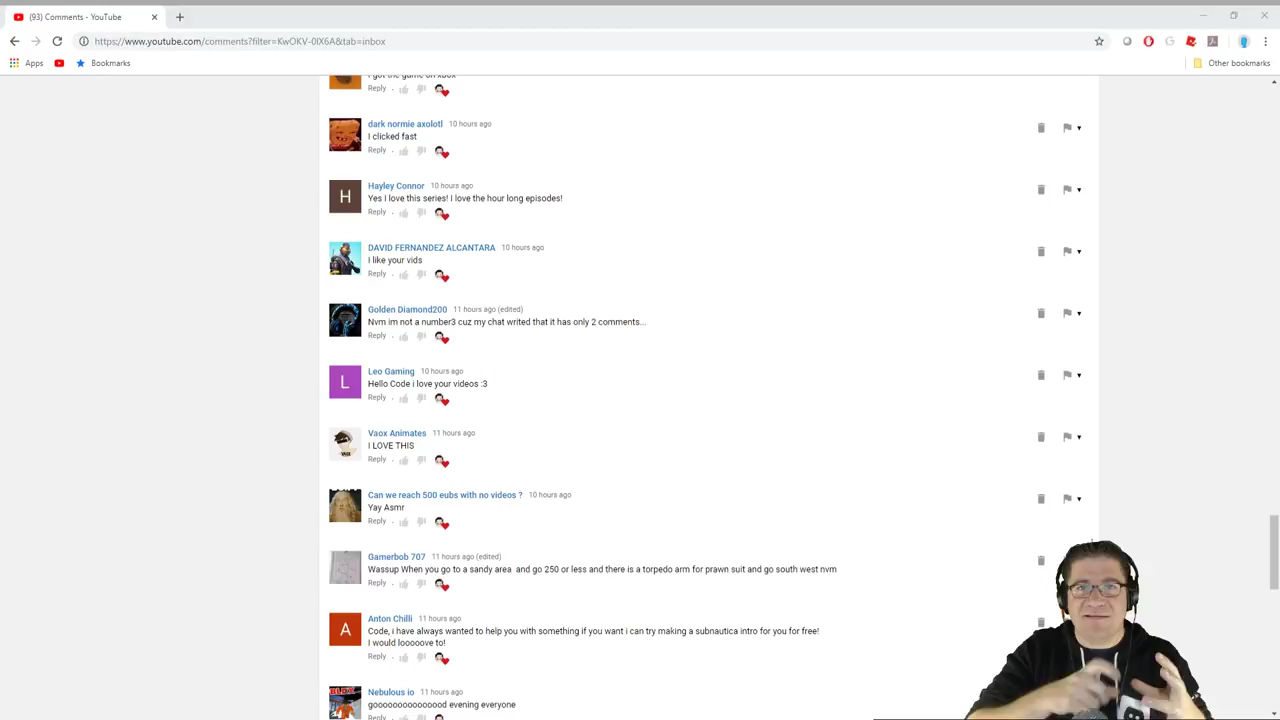 (93) Comments - YouTube
https://www.youtube.com/comments?filter=KwOKV-0lX6A&tab=inbox
Apps
Bookmarks
Other bookmarks
I got the game on xbox
Reply .
dark normie axolotl 10 hours ago
I clicked fast
Reply .
H
Hayley Connor 10 hours ago
Yes I love this series! I love the hour long episodes!
Reply .
DAVID FERNANDEZ ALCANTARA 10 hours ago
I like your vids
Reply .
Golden Diamond200 11 hours ago (edited)
Nvm im not a number3 cuz my chat writed that it has only 2 comments...
Reply .
L
Leo Gaming 10 hours ago
Hello Code i love your videos :3
Reply .
Vaox Animates 11 hours ago
I LOVE THIS
Reply .
Can we reach 500 eubs with no videos ? 10 hours ago
Yay Asmr
Reply .
Gamerbob 707 11 hours ago (edited)
Wassup When you go to a sandy area and go 250 or less and there is a torpedo arm for prawn suit and go south west nvm
Reply .
A
Anton Chilli 11 hours ago
Code, i have always wanted to help you with something if you want i can try making a subnautica intro for you for free!
I would looooove to!
Reply .
Nebulous io 11 hours ago
gooooooooooooood evening everyone
Reply .